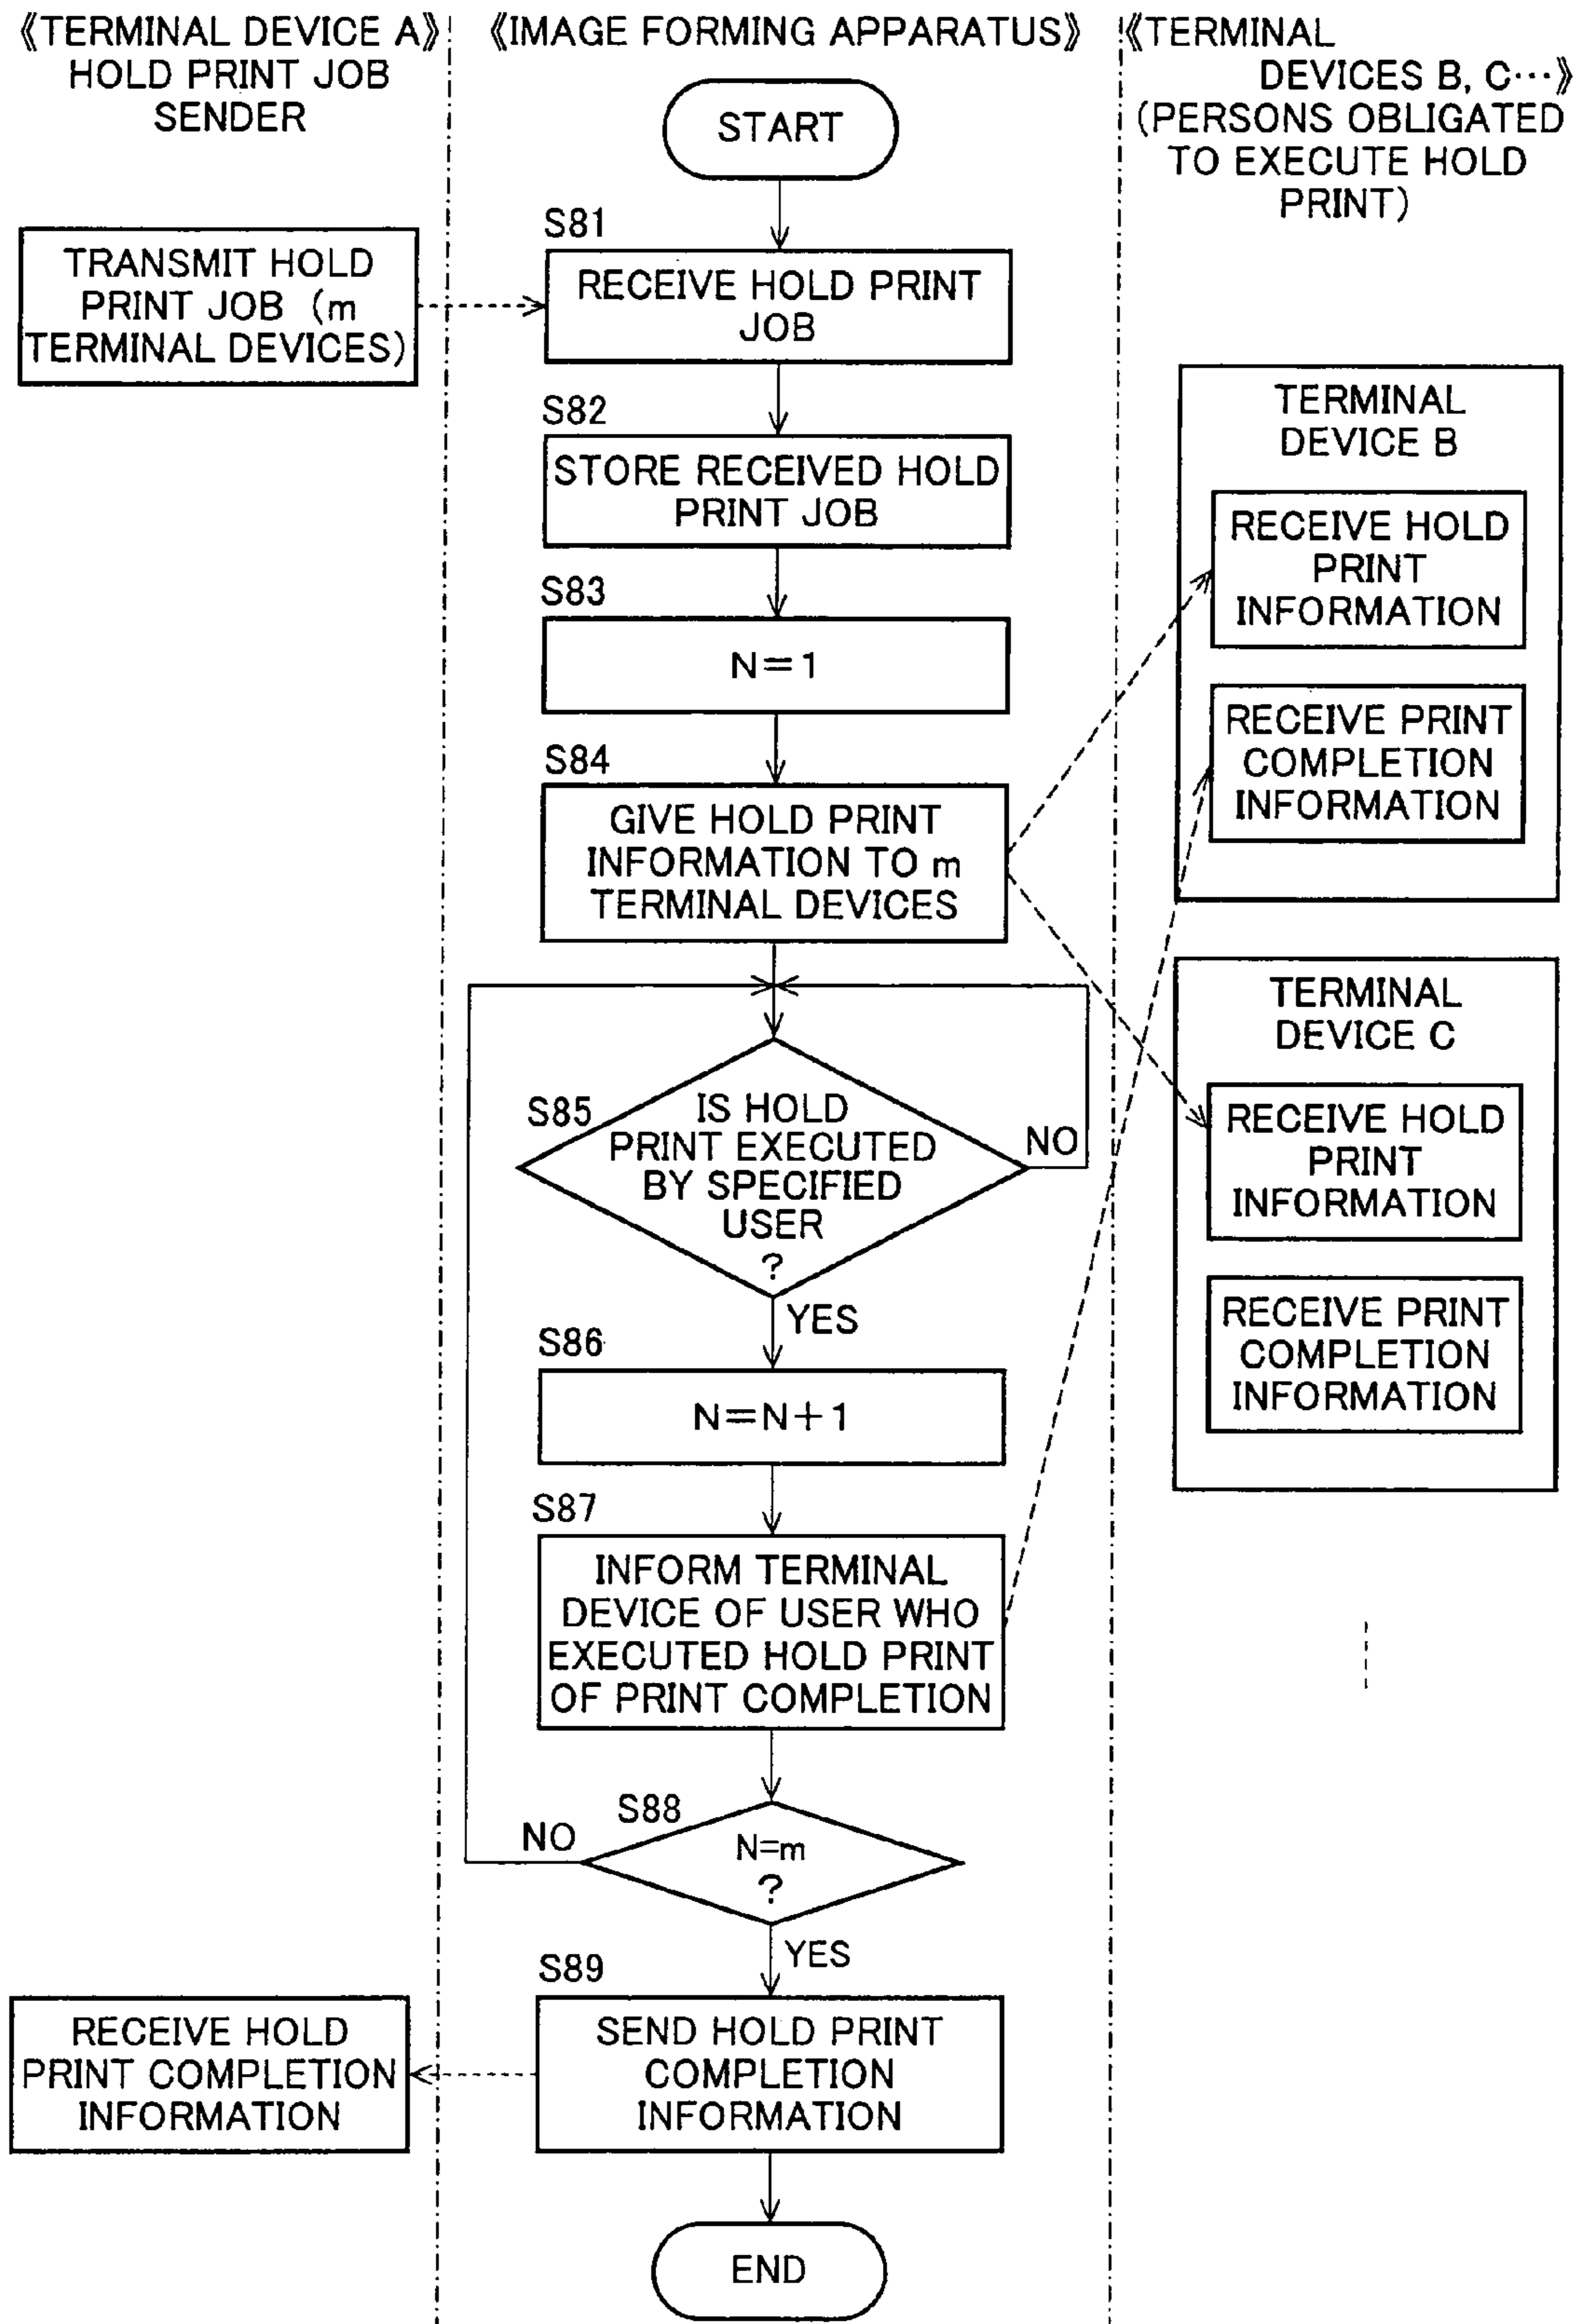 《TERMINAL DEVICE A》
HOLD PRINT JOB
SENDER
《IMAGE FORMING APPARATUS》
《TERMINAL
DEVICES B, C···》
(PERSONS OBLIGATED
TO EXECUTE HOLD
PRINT)
START
TRANSMIT HOLD
PRINT JOB (m
TERMINAL DEVICES)
S81
RECEIVE HOLD PRINT
JOB
S82
STORE RECEIVED HOLD
PRINT JOB
S83
N=1
S84
GIVE HOLD PRINT
INFORMATION TO m
TERMINAL DEVICES
TERMINAL
DEVICE B
RECEIVE HOLD
PRINT
INFORMATION
RECEIVE PRINT
COMPLETION
INFORMATION
TERMINAL
DEVICE C
RECEIVE HOLD
PRINT
INFORMATION
RECEIVE PRINT
COMPLETION
INFORMATION
S85
IS HOLD
PRINT EXECUTED
BY SPECIFIED
USER
?
NO
YES
S86
N=N+1
S87
INFORM TERMINAL
DEVICE OF USER WHO
EXECUTED HOLD PRINT
OF PRINT COMPLETION
S88
N=m
?
NO
YES
S89
SEND HOLD PRINT
COMPLETION
INFORMATION
RECEIVE HOLD
PRINT COMPLETION
INFORMATION
END